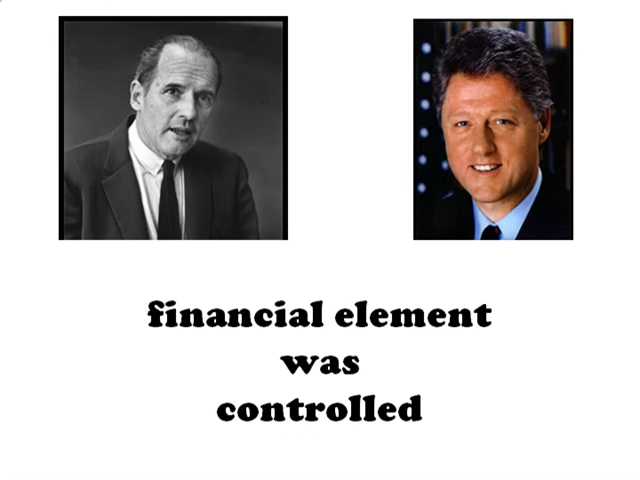 financial element
was
controlled